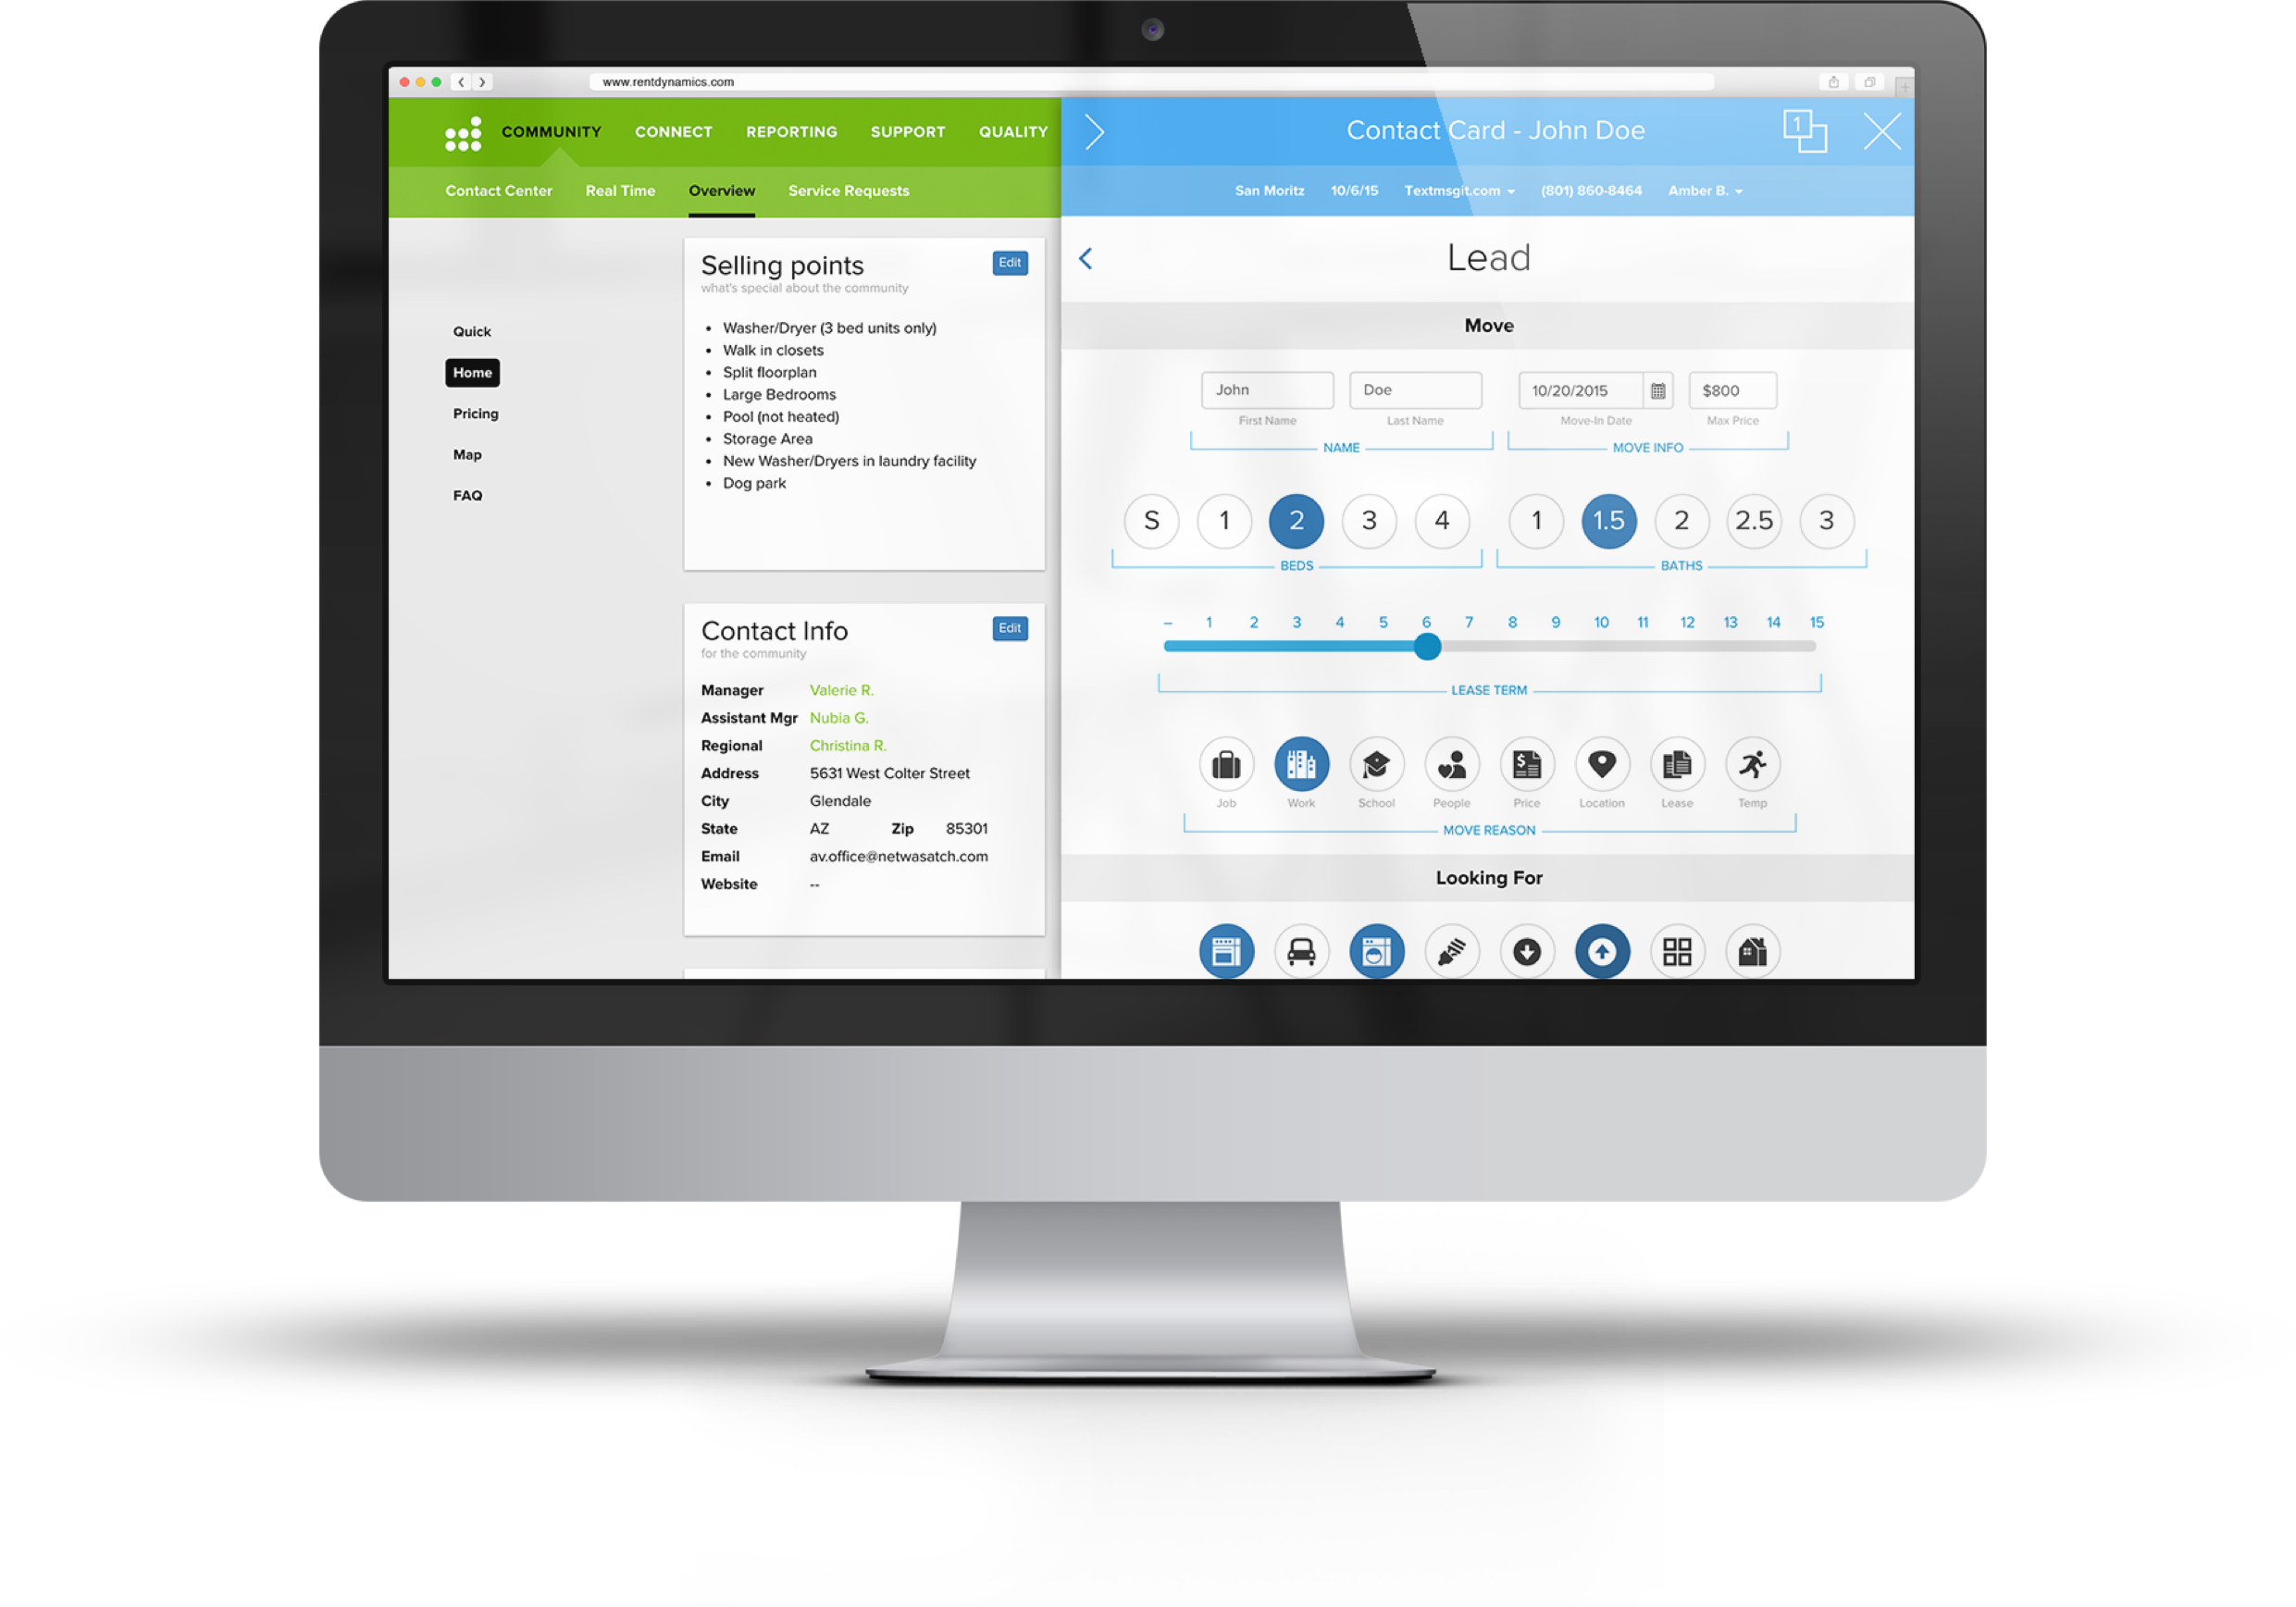 www.rentdynamics.com
COMMUNITY CONNECT REPORTING SUPPORT QUALITY
Contact Center Real Time Overview Service Requests
Quick
Home
Pricing
Map
FAQ
Selling points Edit
what's special about the community
• Washer/Dryer (3 bed units only)
• Walk in closets
• Split floorplan
• Large Bedrooms
• Pool (not heated)
• Storage Area
• New Washer/Dryers in laundry facility
• Dog park
Contact Info Edit
for the community
Manager Valerie R.
Assistant Mgr Nubia G.
Regional Christina R.
Address 5631 West Colter Street
City Glendale
State AZ Zip 85301
Email av.office@netwasatch.com
Website --
Contact Card - John Doe 1
San Moritz 10/6/15 Textmsgit.com (801) 860-8464 Amber B.
Lead
Move
John Doe 10/20/2015 $800
First Name Last Name Move-In Date Max Price
NAME MOVE INFO
S 1 2 3 4 1 1.5 2 2.5 3
BEDS BATHS
– 1 2 3 4 5 6 7 8 9 10 11 12 13 14 15
LEASE TERM
$
Job Work School People Price Location Lease Temp
MOVE REASON
Looking For